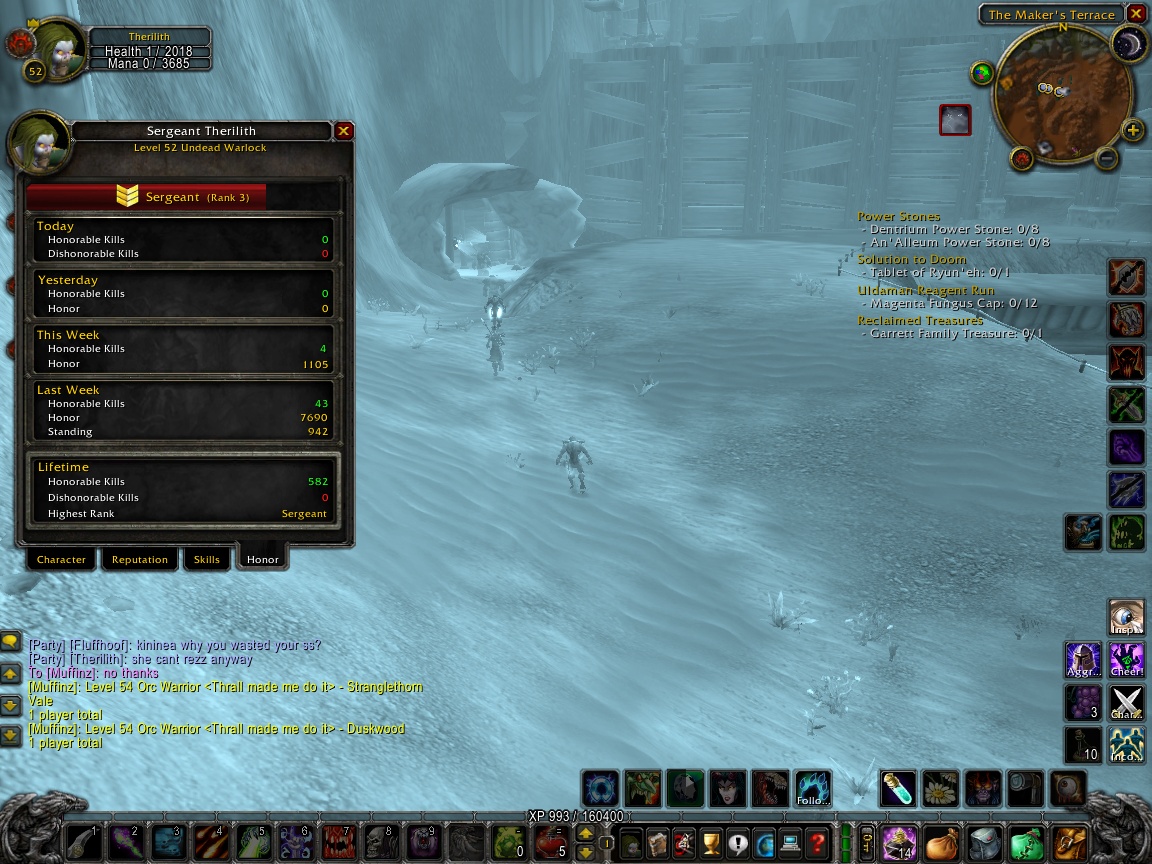 Therilith
Health 1 / 2018
Mana 0 / 3685
52
The Maker's Terrace
N
Sergeant Therilith
Level 52 Undead Warlock
Sergeant (Rank 3)
Today
Honorable Kills 0
Dishonorable Kills 0
Yesterday
Honorable Kills 0
Honor 0
This Week
Honorable Kills 4
Honor 1105
Last Week
Honorable Kills 43
Honor 7690
Standing 942
Lifetime
Honorable Kills 582
Dishonorable Kills 0
Highest Rank Sergeant
Character Reputation Skills Honor
Power Stones
- Dentrium Power Stone: 0/8
- An'Alleum Power Stone: 0/8
Solution to Doom
- Tablet of Ryun'eh: 0/1
Uldaman Reagent Run
- Magenta Fungus Cap: 0/12
Reclaimed Treasures
- Garrett Family Treasure: 0/1
[Party] [Fluffhoof]: kininea why you wasted your ss?
[Party] [Therilith]: she cant rezz anyway
To [Muffinz]: no thanks
[Muffinz]: Level 54 Orc Warrior <Thrall made me do it> - Stranglethorn
Vale
1 player total
[Muffinz]: Level 54 Orc Warrior <Thrall made me do it> - Duskwood
1 player total
Insp...
Aggr... Cheer!
3 Char...
10 Incd...
Follo...
XP 993 / 160400
1 2 3 4 5 6 7 8 9 - 0 = 5 1 14